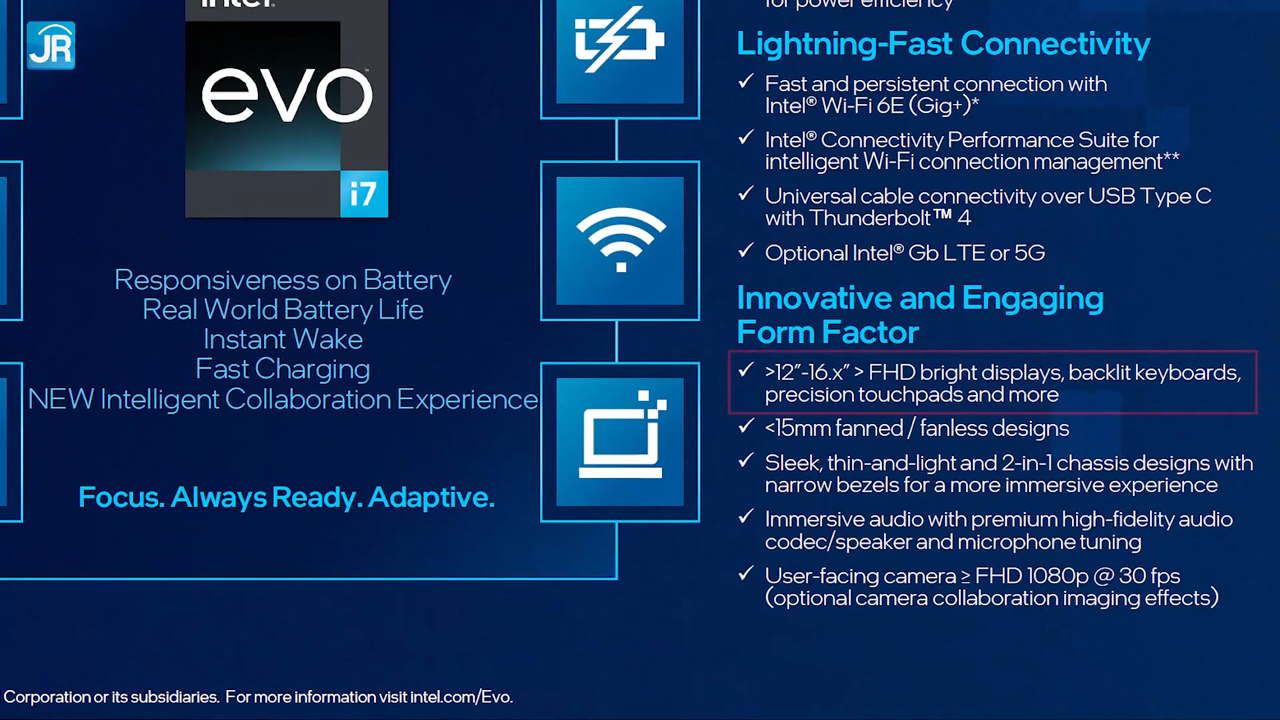 JR
intel
evo
i7
Responsiveness on Battery
Real World Battery Life
Instant Wake
Fast Charging
NEW Intelligent Collaboration Experience
Focus. Always Ready. Adaptive.
for power efficiency
Lightning-Fast Connectivity
✓ Fast and persistent connection with
Intel® Wi-Fi 6E (Gig+)*
✓ Intel® Connectivity Performance Suite for
intelligent Wi-Fi connection management**
✓ Universal cable connectivity over USB Type C
with Thunderbolt™ 4
✓ Optional Intel® Gb LTE or 5G
Innovative and Engaging
Form Factor
✓ >12”-16.x” > FHD bright displays, backlit keyboards,
precision touchpads and more
✓ <15mm fanned / fanless designs
✓ Sleek, thin-and-light and 2-in-1 chassis designs with
narrow bezels for a more immersive experience
✓ Immersive audio with premium high-fidelity audio
codec/speaker and microphone tuning
✓ User-facing camera ≥ FHD 1080p @ 30 fps
(optional camera collaboration imaging effects)
Corporation or its subsidiaries. For more information visit intel.com/Evo.